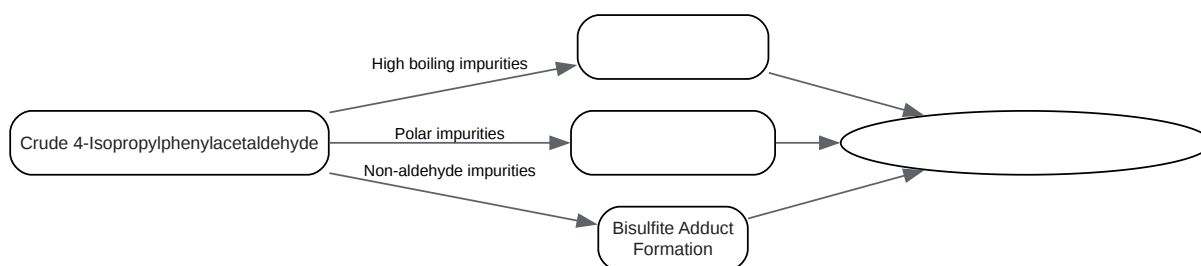 High boiling impurities
Crude 4-Isopropylphenylacetaldehyde
Polar impurities
Non-aldehyde impurities
Bisulfite Adduct
Formation